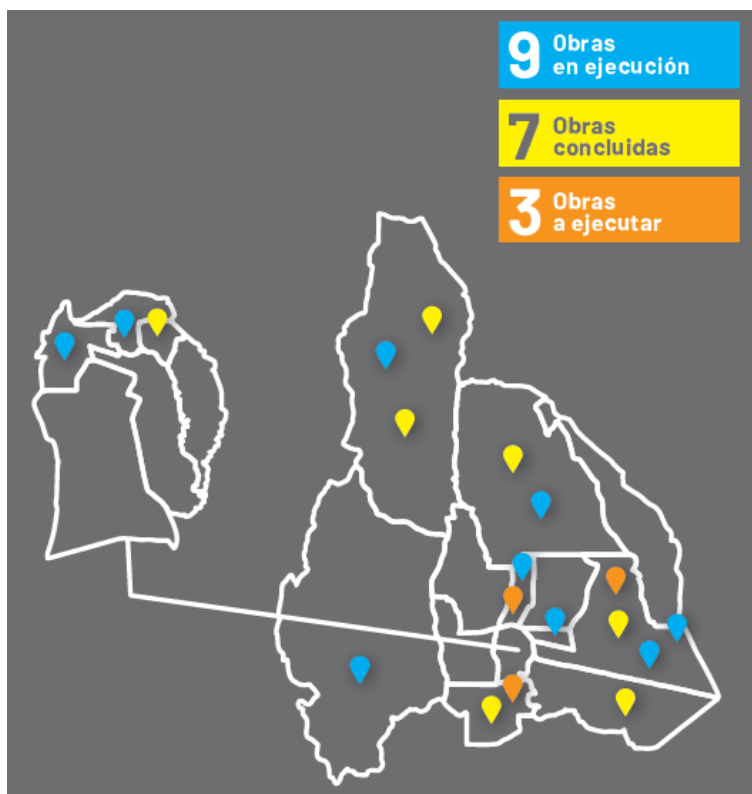 9 Obras
en ejecución
7 Obras
concluidas
3 Obras
a ejecutar